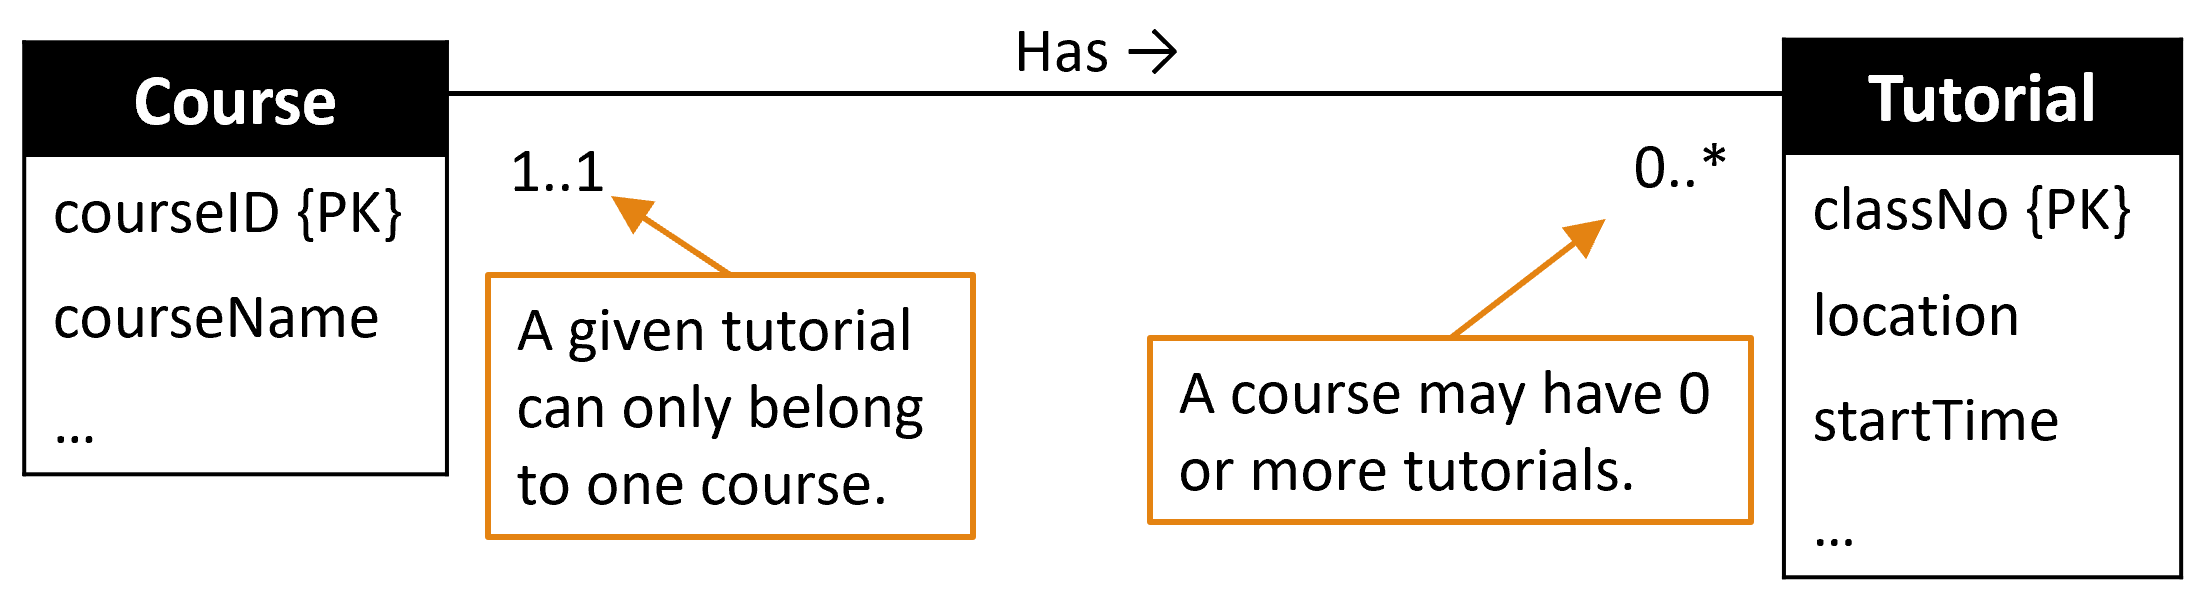 Has →
Course
courseID {PK}
courseName
...
1..1
A given tutorial
can only belong
to one course.
0..*
A course may have 0
or more tutorials.
Tutorial
classNo {PK}
location
startTime
...